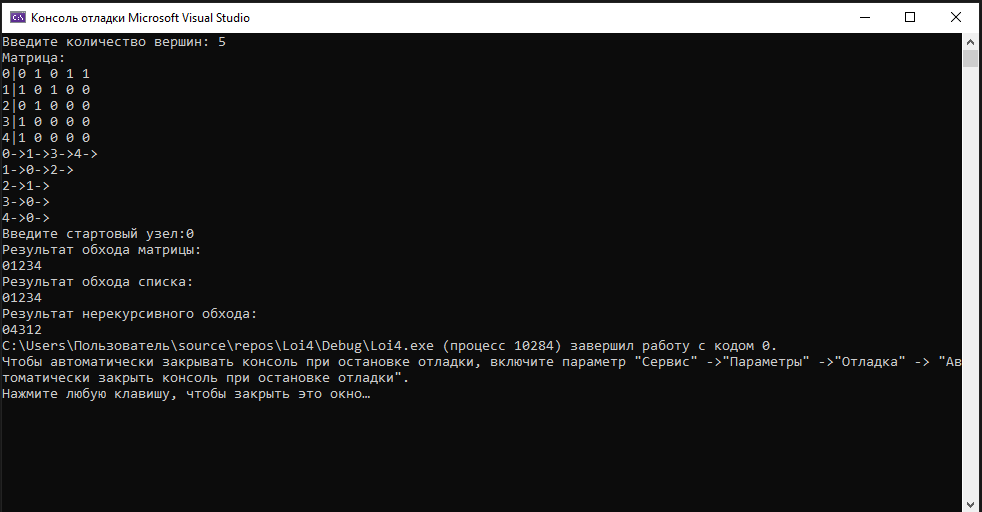 Консоль отладки Microsoft Visual Studio
Введите количество вершин: 5
Матрица:
0|0 1 0 1 1
1|1 0 1 0 0
2|0 1 0 0 0
3|1 0 0 0 0
4|1 0 0 0 0
0->1->3->4->
1->0->2->
2->1->
3->0->
4->0->
Введите стартовый узел:0
Результат обхода матрицы:
01234
Результат обхода списка:
01234
Результат нерекурсивного обхода:
04312
C:\Users\Пользователь\source\repos\Loi4\Debug\Loi4.exe (процесс 10284) завершил работу с кодом 0.
Чтобы автоматически закрывать консоль при остановке отладки, включите параметр "Сервис" ->"Параметры" ->"Отладка" -> "Ав
томатически закрыть консоль при остановке отладки".
Нажмите любую клавишу, чтобы закрыть это окно…